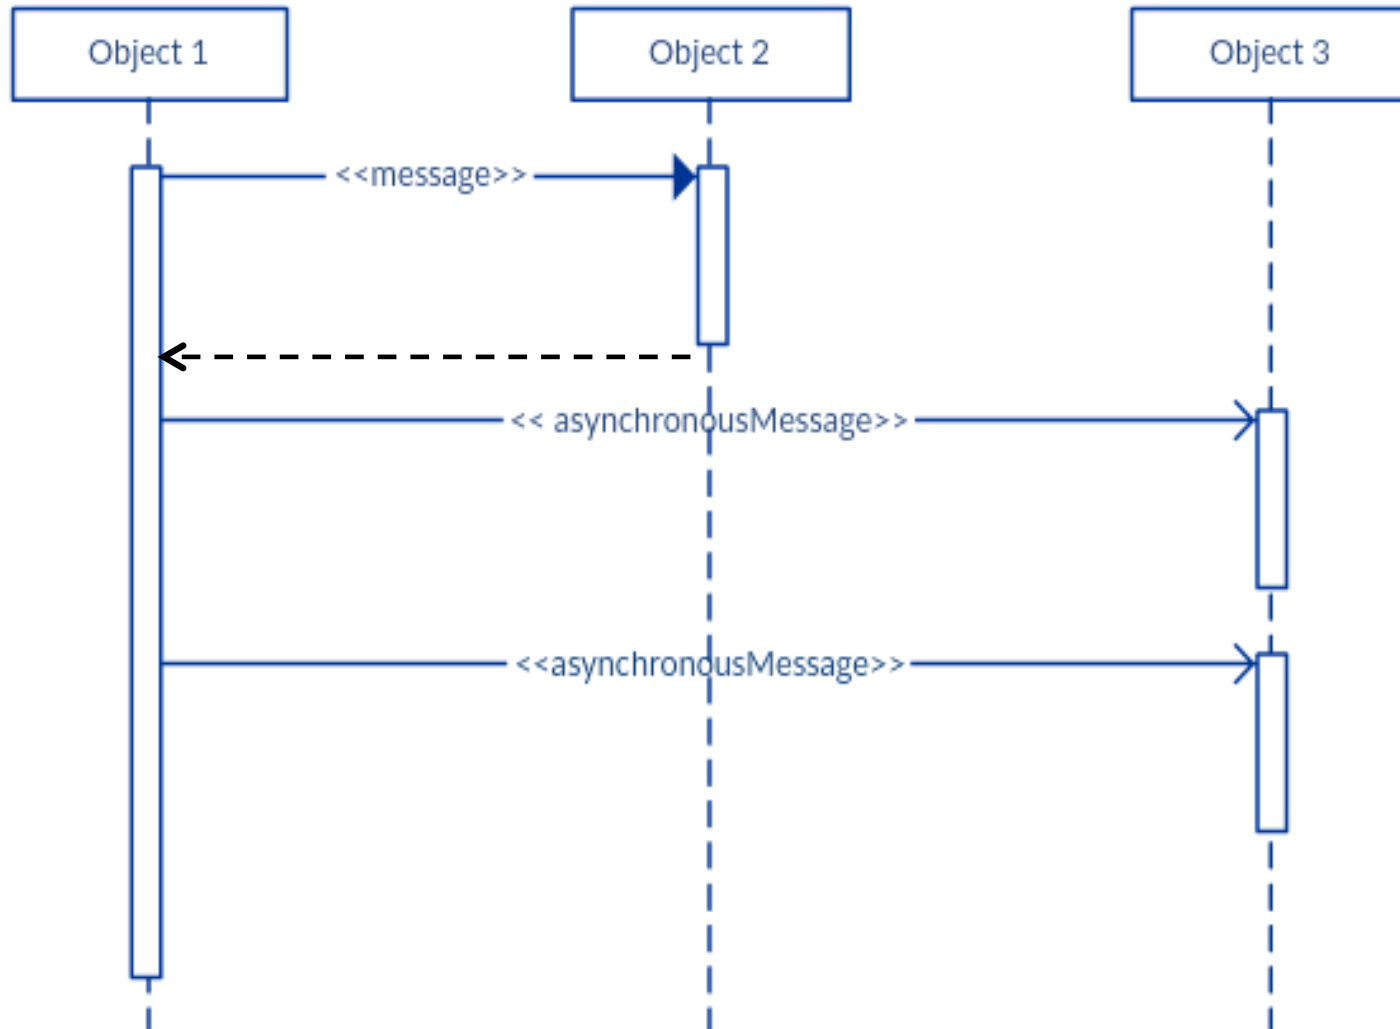 Object 1
Object 2
Object 3
<<message>>
<< asynchronousMessage>>
<<asynchronousMessage>>